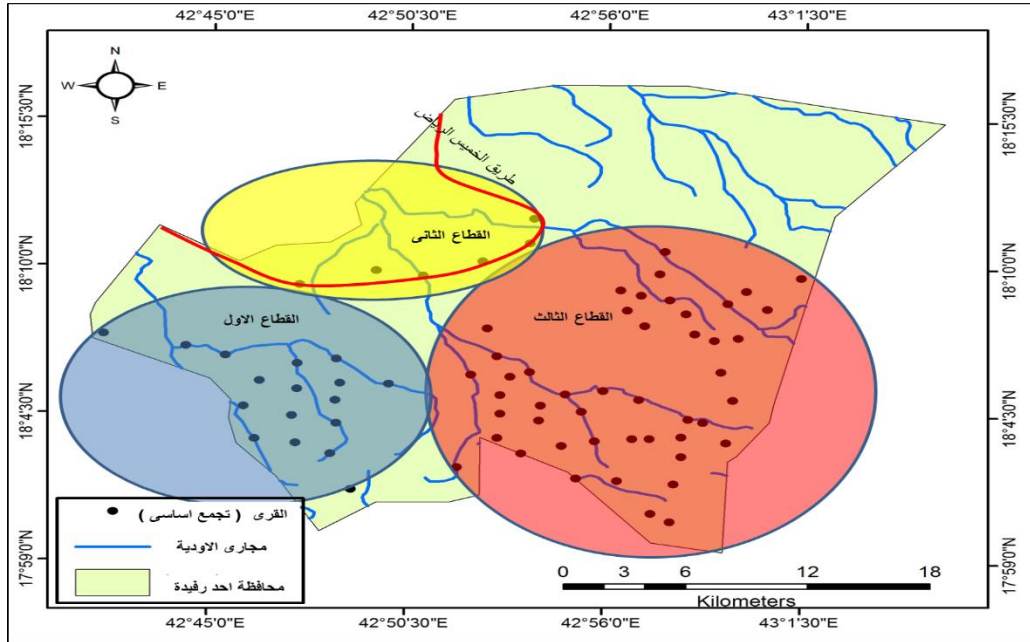 42°45'0"E 42°50'30"E 42°56'0"E 43°1'30"E
N
W E
S
18°15'30"N 18°15'30"N
طريق الخميس الرياض
القطاع الثانى
18°10'0"N 18°10'0"N
القطاع الاول
القطاع الثالث
18°4'30"N 18°4'30"N
القرى ( تجمع اساسى )
مجارى الاودية
محافظة احد رفيدة
17°59'0"N 17°59'0"N
0 3 6 12 18
Kilometers
42°45'0"E 42°50'30"E 42°56'0"E 43°1'30"E